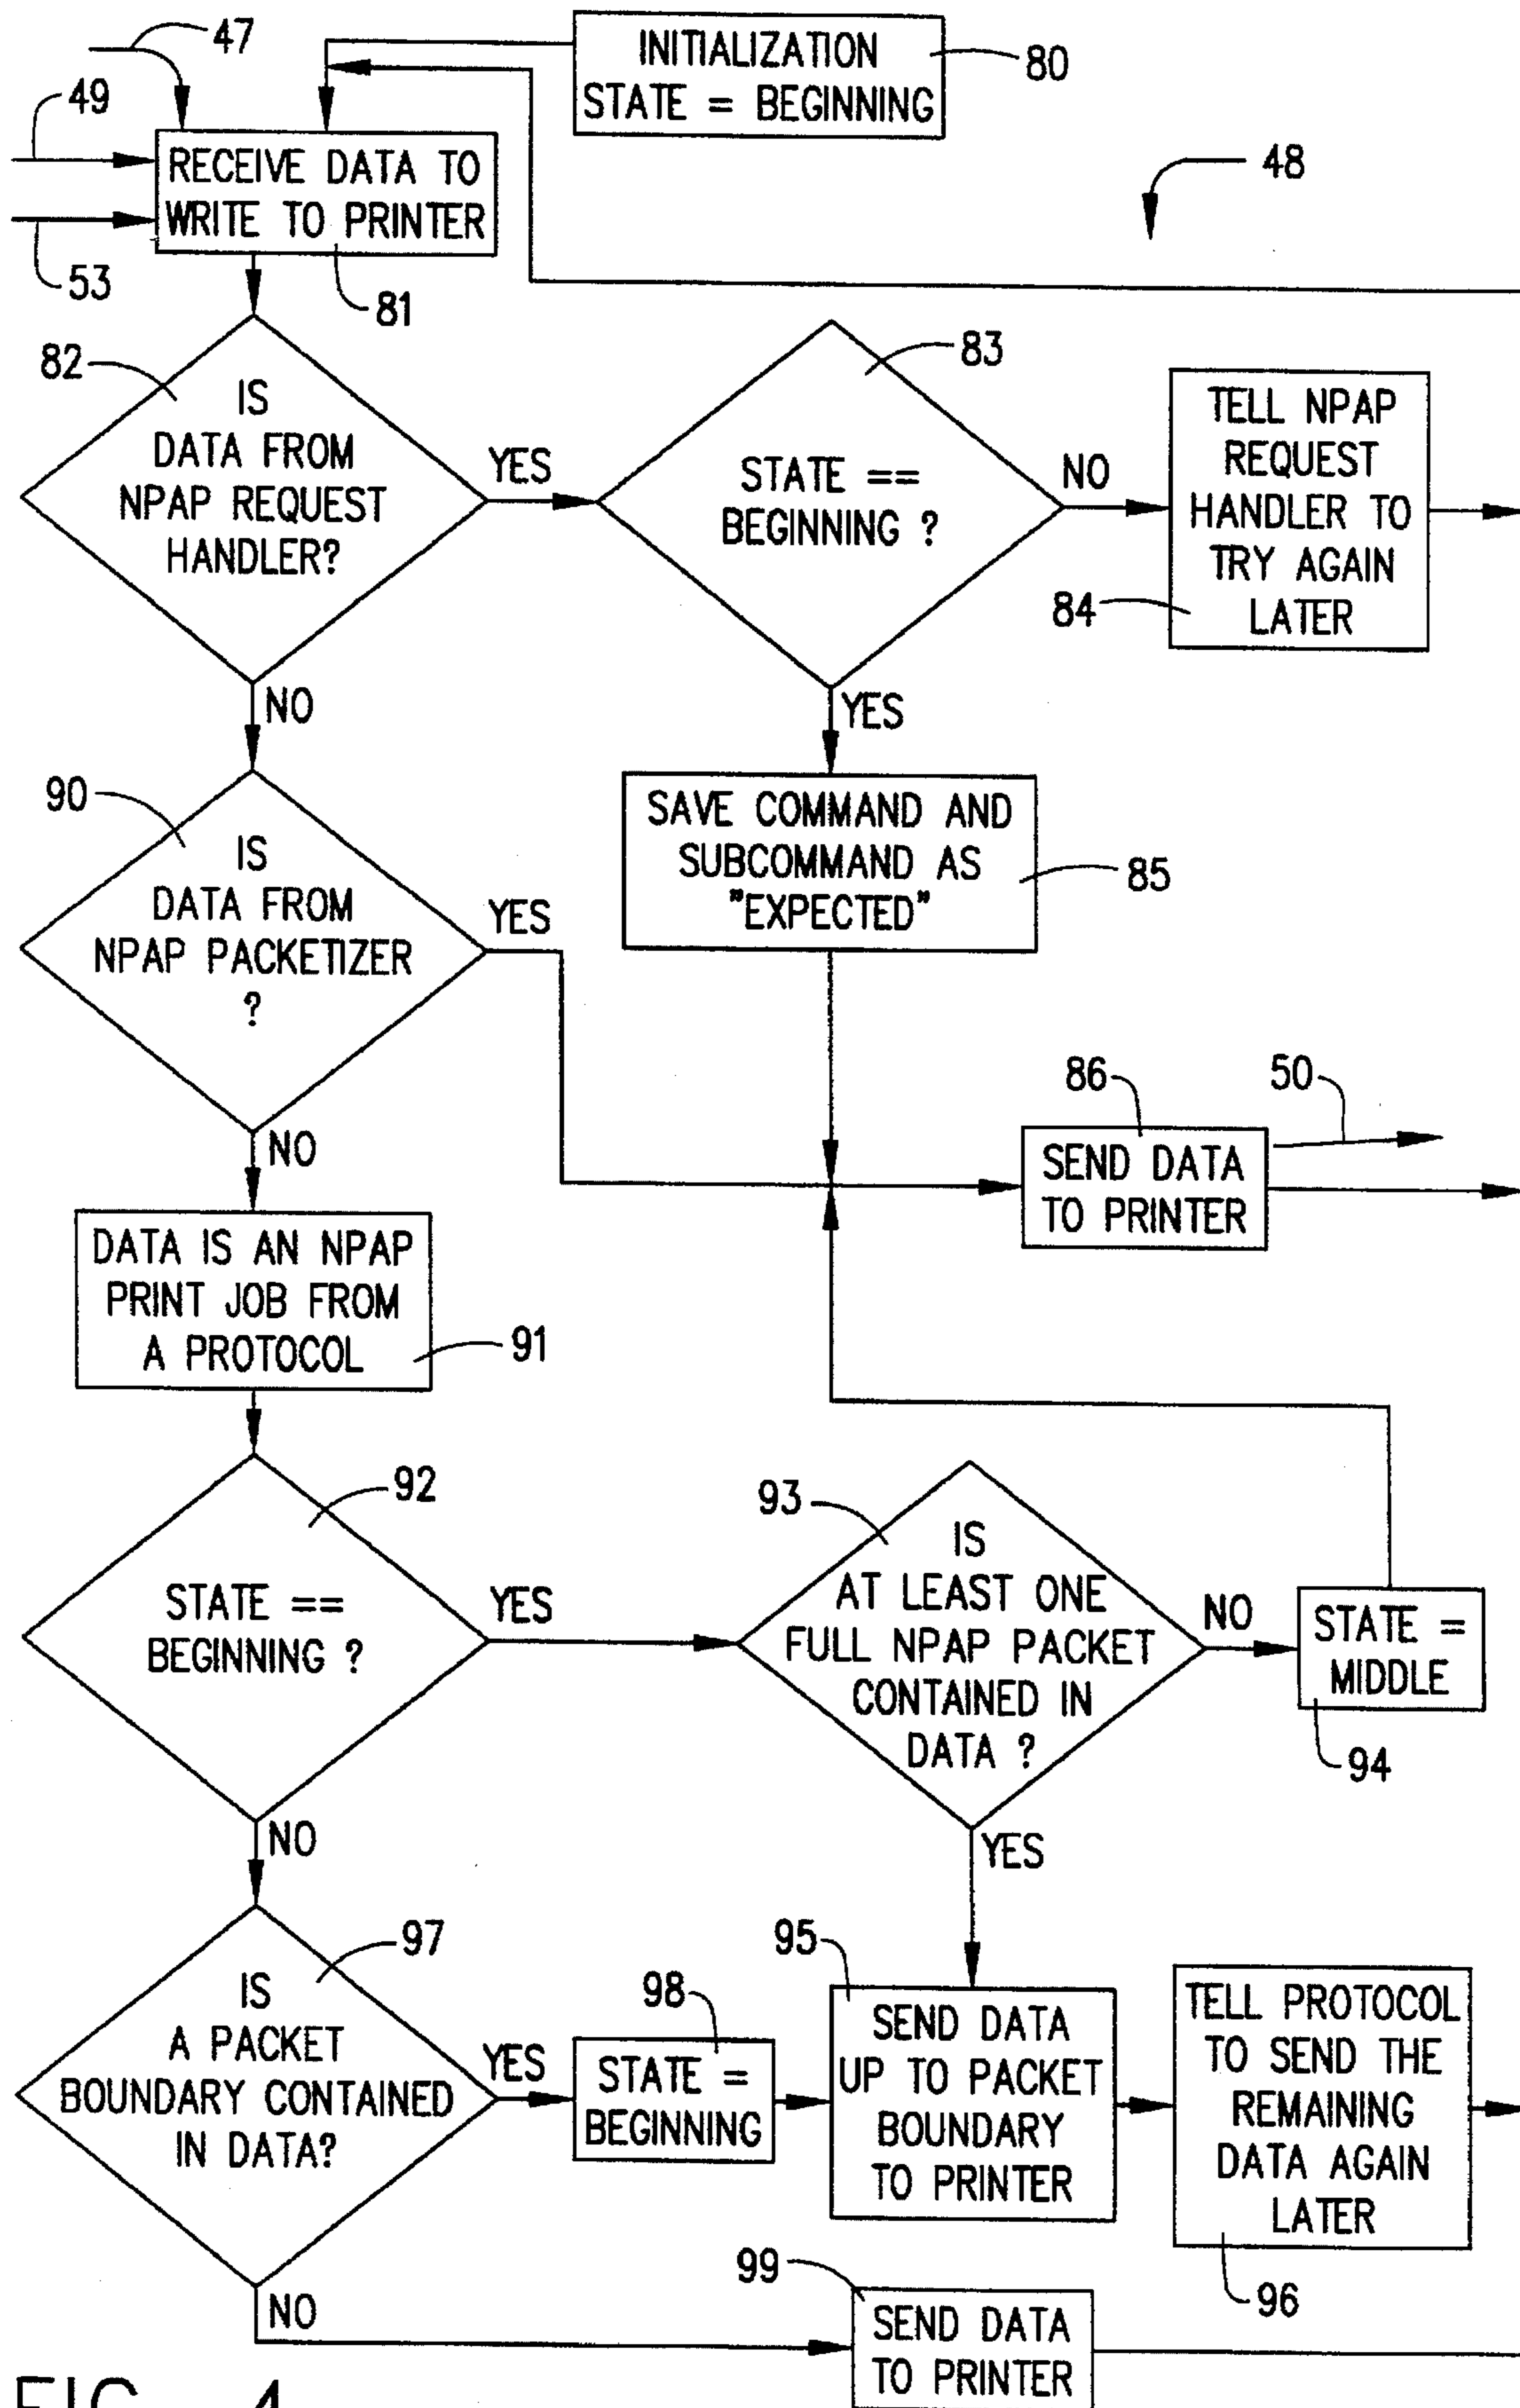 47
INITIALIZATION
STATE = BEGINNING
80
49
RECEIVE DATA TO
WRITE TO PRINTER
48
53
81
82
IS
DATA FROM
NPAP REQUEST
HANDLER?
YES
83
STATE ==
BEGINNING ?
NO
TELL NPAP
REQUEST
HANDLER TO
TRY AGAIN
LATER
84
NO
YES
90
IS
DATA FROM
NPAP PACKETIZER
?
YES
SAVE COMMAND AND
SUBCOMMAND AS
"EXPECTED"
85
86
50
NO
SEND DATA
TO PRINTER
DATA IS AN NPAP
PRINT JOB FROM
A PROTOCOL
91
92
STATE ==
BEGINNING ?
YES
93
IS
AT LEAST ONE
FULL NPAP PACKET
CONTAINED IN
DATA ?
NO
STATE =
MIDDLE
94
NO
YES
97
IS
A PACKET
BOUNDARY CONTAINED
IN DATA?
YES
98
STATE =
BEGINNING
95
SEND DATA
UP TO PACKET
BOUNDARY
TO PRINTER
TELL PROTOCOL
TO SEND THE
REMAINING
DATA AGAIN
LATER
96
NO
99
SEND DATA
TO PRINTER
FIG. 4